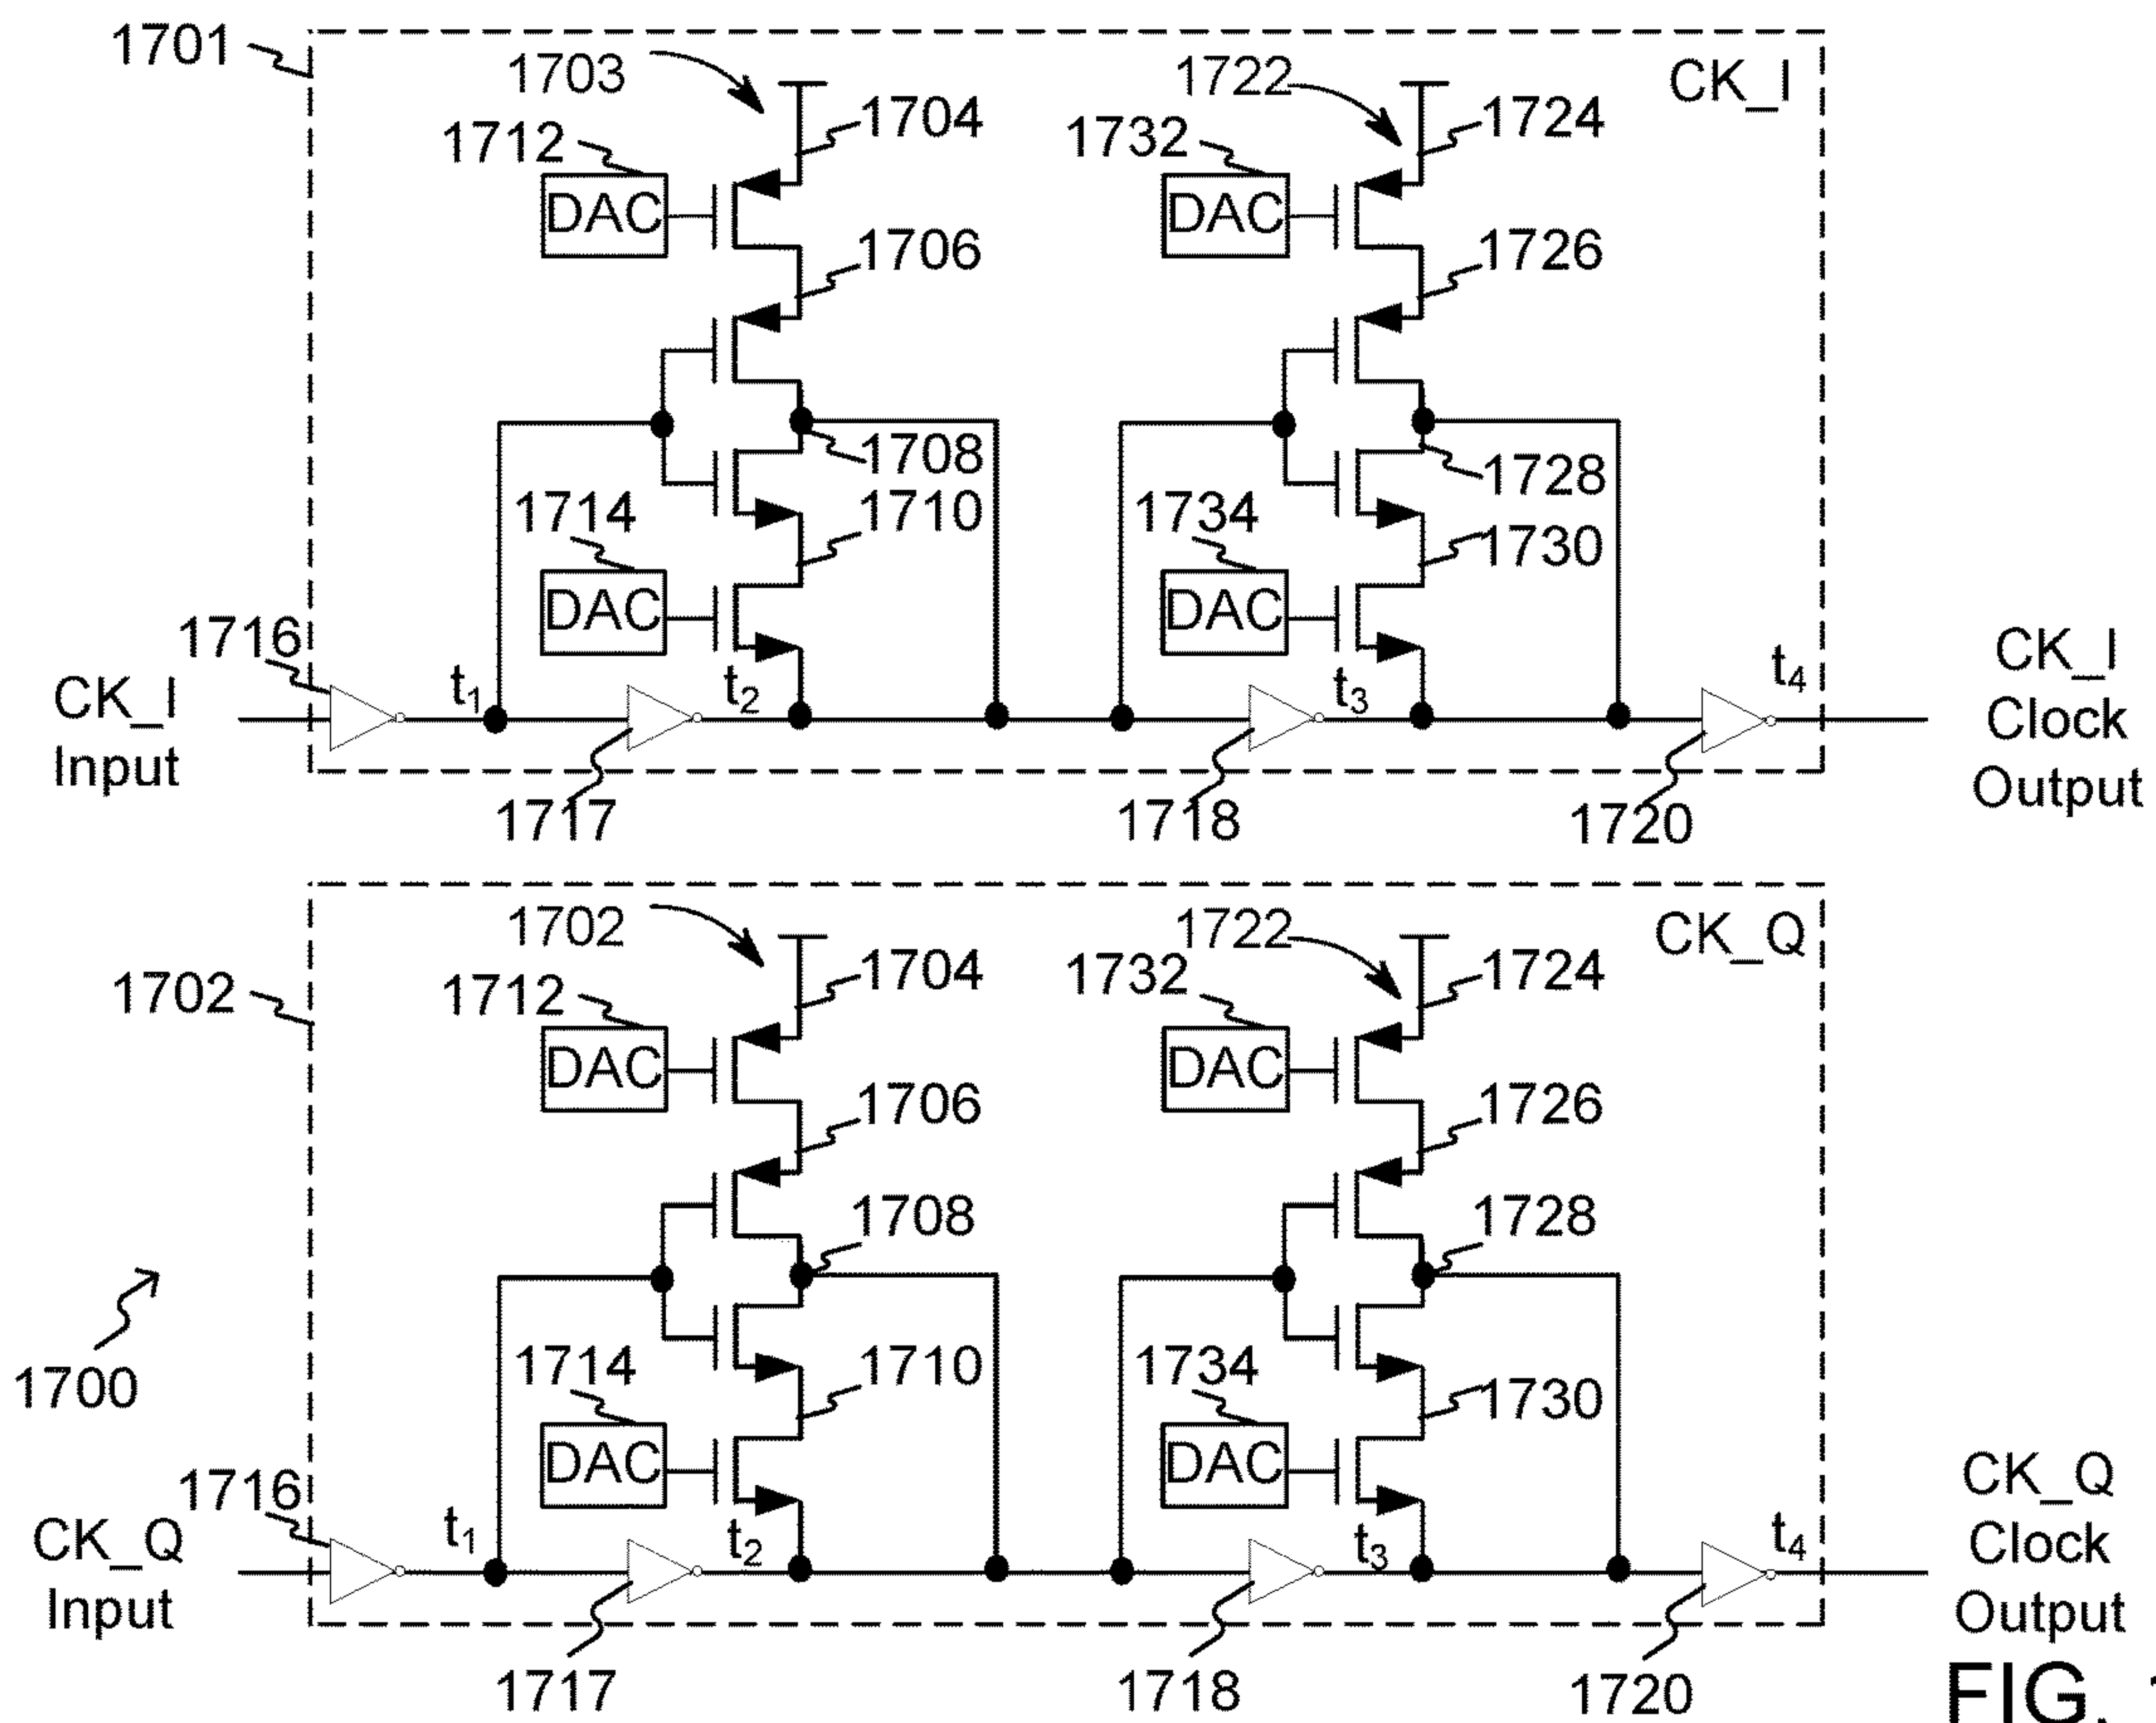 1701
1703
1722
CK_I
1704
1724
1712
1732
DAC
DAC
1706
1726
1708
1728
1714
1710
1734
1730
DAC
DAC
1716
CK_I
Input
t1
t2
t3
t4
CK_I
Clock
Output
1717
1718
1720
1702
1722
CK_Q
1704
1724
1702
1712
1732
DAC
DAC
1706
1726
1708
1728
1700
1714
1710
1734
1730
DAC
DAC
1716
CK_Q
Input
t1
t2
t3
t4
CK_Q
Clock
Output
1717
1718
1720
FIG.